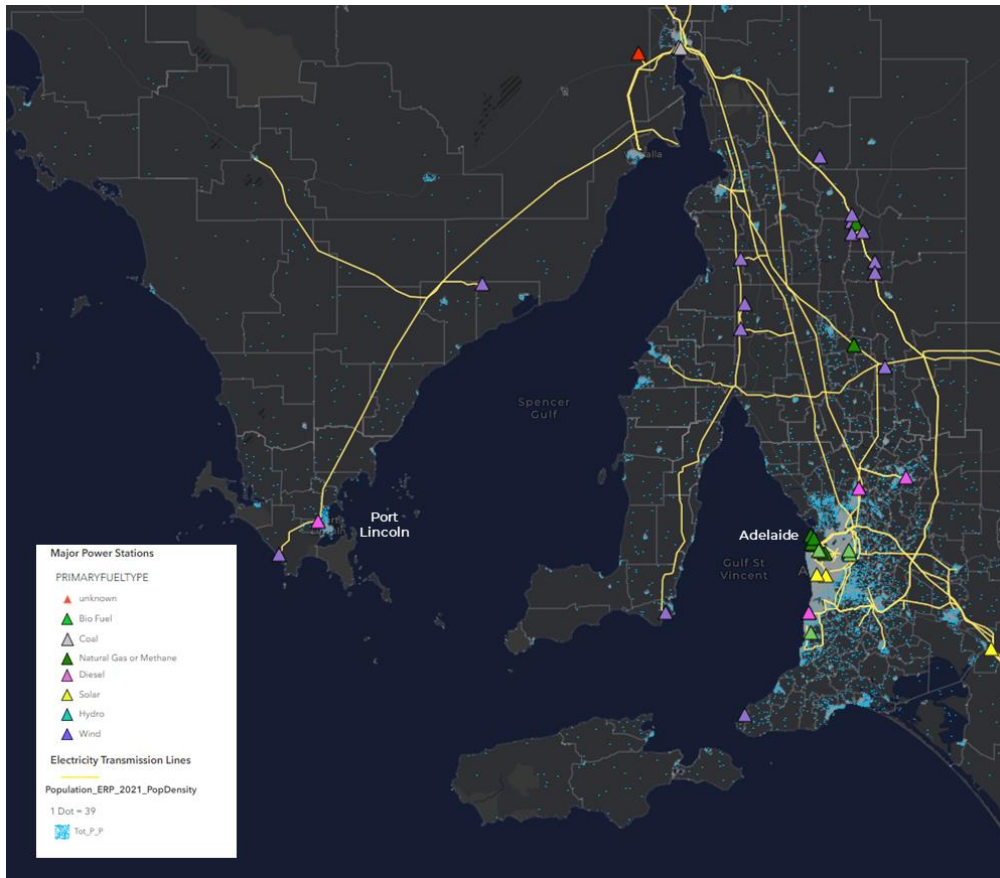 alla
Spencer
Gulf
Port
Lincoln
Adelaide
Gulf St
Vincent
A
Major Power Stations
PRIMARYFUELTYPE
unknown
Bio Fuel
Coal
Natural Gas or Methane
Diesel
Solar
Hydro
Wind
Electricity Transmission Lines
Population_ERP_2021_PopDensity
1 Dot = 39
Tot_P_P